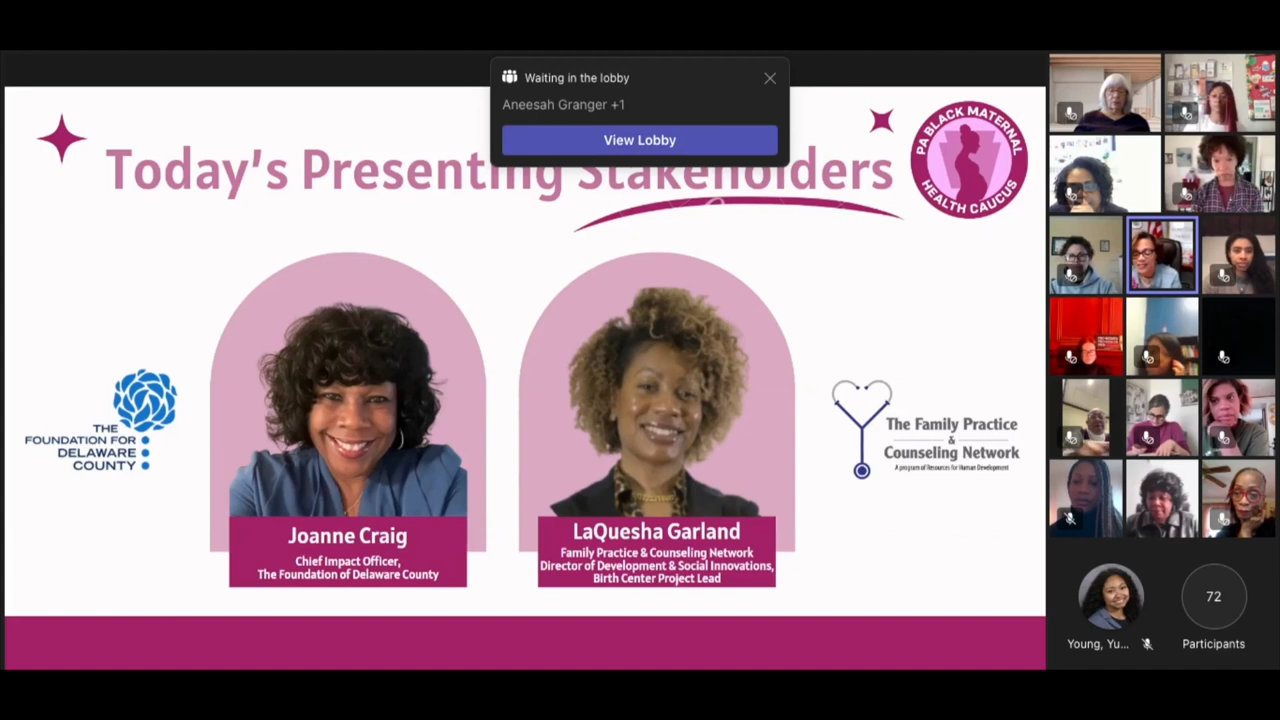 Waiting in the lobby
Aneesah Granger +1
View Lobby
Today's Presenting Stakeholders
PA BLACK MATERNAL
HEALTH CAUCUS
THE
FOUNDATION FOR
DELAWARE
COUNTY
The Family Practice
&
Counseling Network
A program of Resources for Human Development
Joanne Craig
Chief Impact Officer,
The Foundation of Delaware County
LaQuesha Garland
Family Practice & Counseling Network
Director of Development & Social Innovations,
Birth Center Project Lead
72
Young, Yu...
Participants